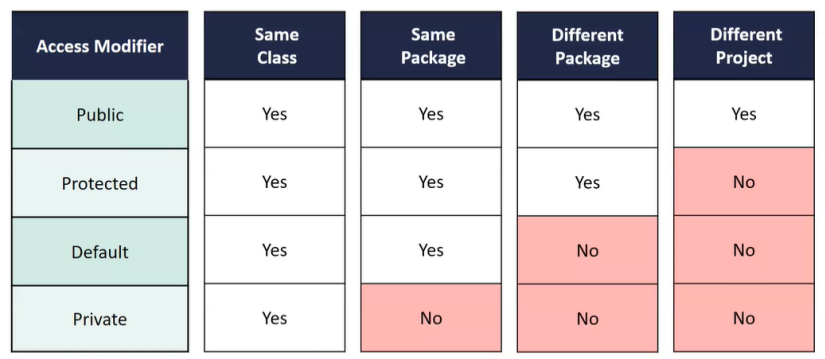 Access Modifier Same Class Same Package Different Package Different Project
Public Yes Yes Yes Yes
Protected Yes Yes Yes No
Default Yes Yes No No
Private Yes No No No